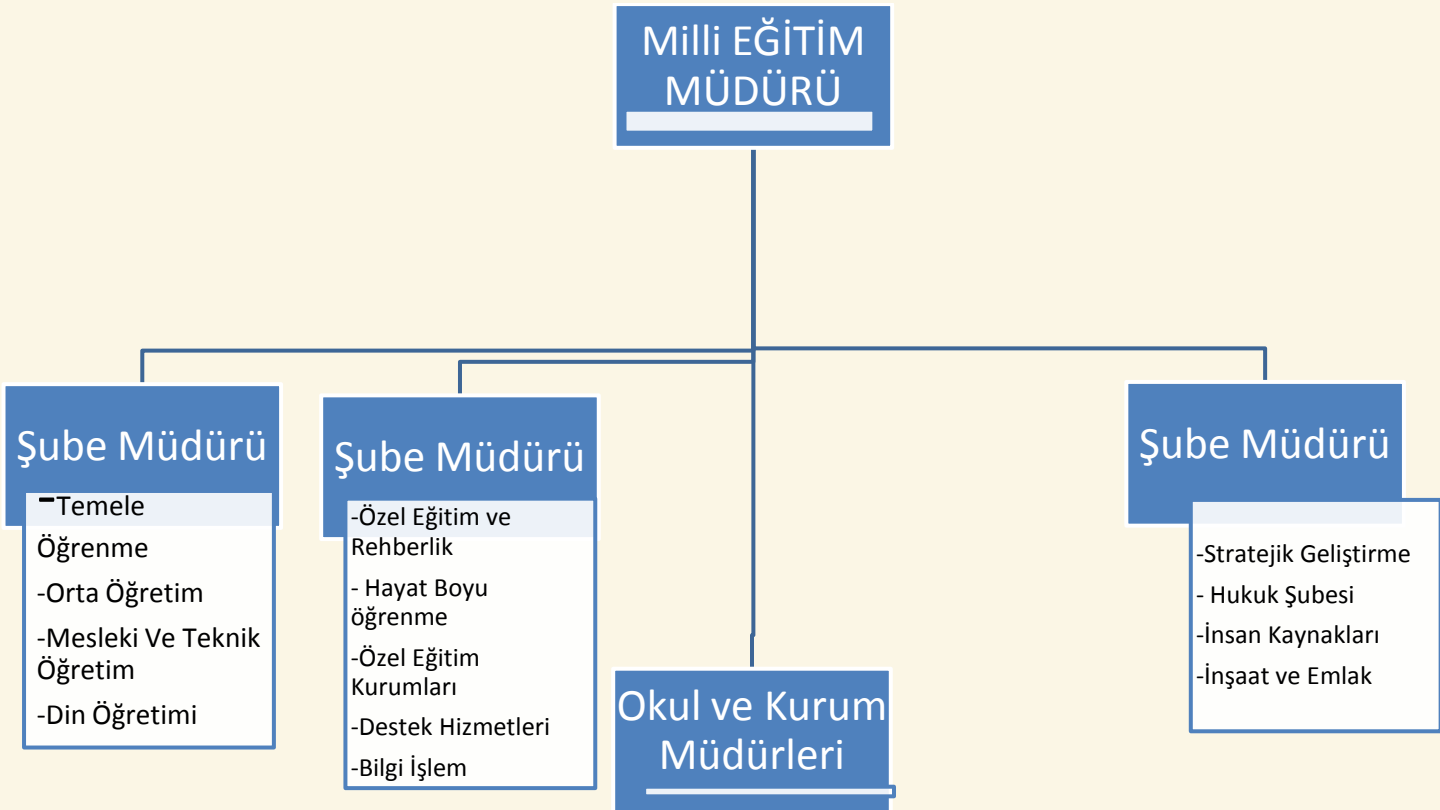 Milli EĞİTİM
MÜDÜRÜ
Şube Müdürü
-Temele
Öğrenme
-Orta Öğretim
-Mesleki Ve Teknik
Öğretim
-Din Öğretimi
Şube Müdürü
-Özel Eğitim ve
Rehberlik
- Hayat Boyu
öğrenme
-Özel Eğitim
Kurumları
-Destek Hizmetleri
-Bilgi İşlem
Okul ve Kurum
Müdürleri
Şube Müdürü
-Stratejik Geliştirme
- Hukuk Şubesi
-İnsan Kaynakları
-İnşaat ve Emlak